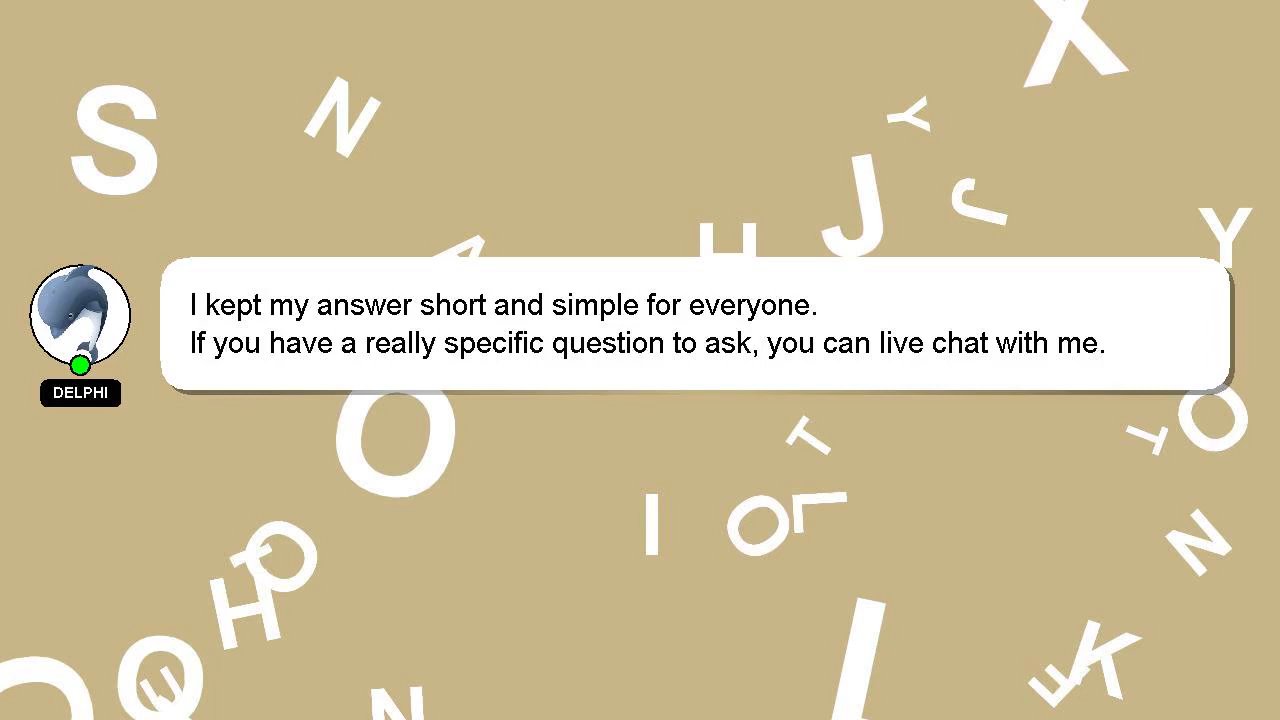 S
N
X
Y
J
J
Y
H
A
I kept my answer short and simple for everyone.
If you have a really specific question to ask, you can live chat with me.
DELPHI
O
T
T
O
I
O
L
N
O
T
H
K
E
O
N